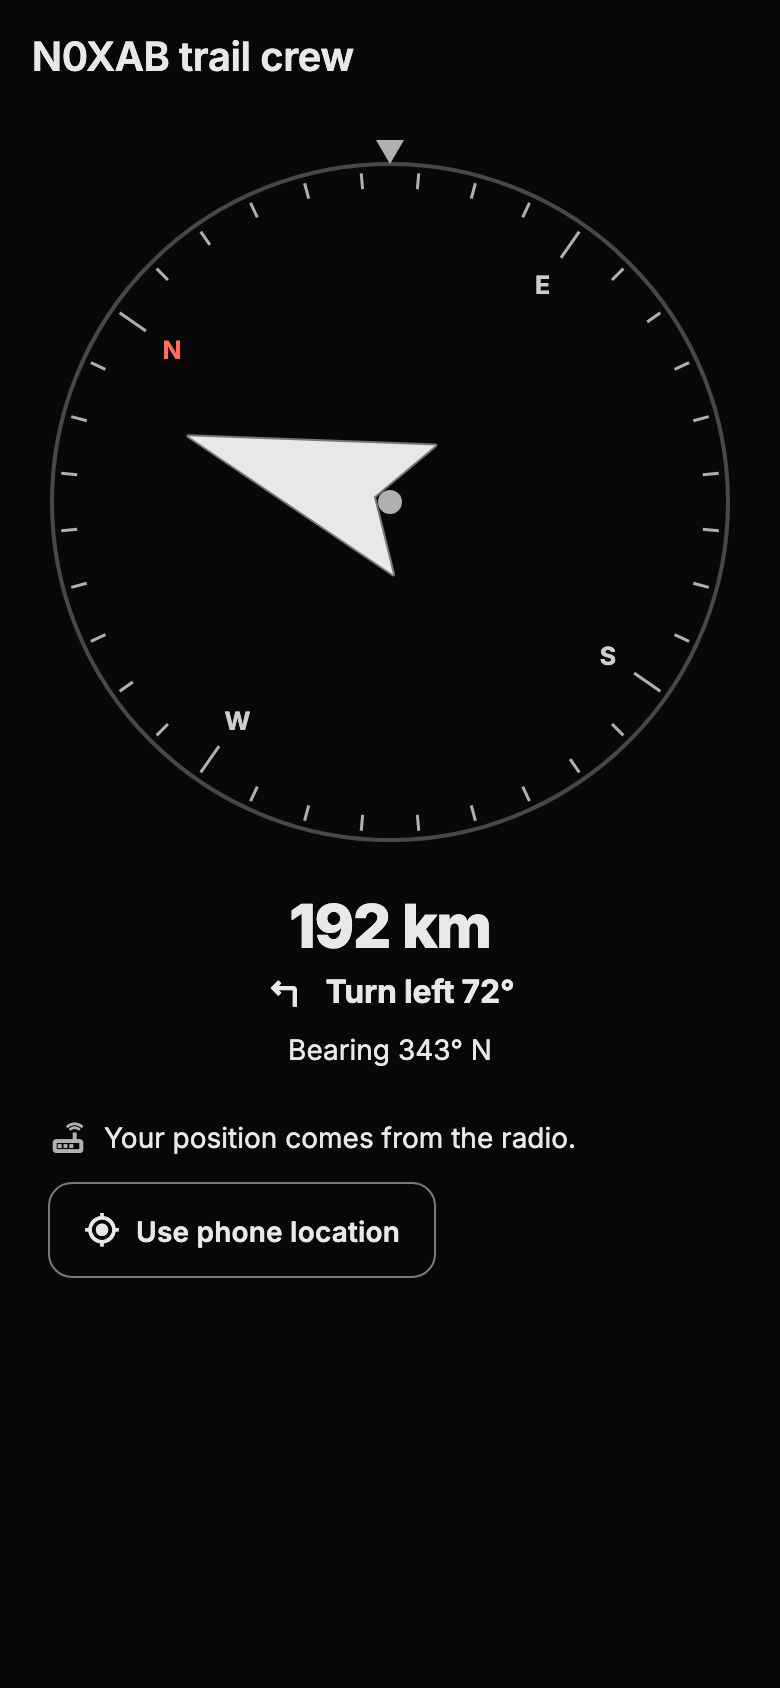 N0XAB trail crew
E
N
S
W
192 km
Turn left 72°
Bearing 343° N
Your position comes from the radio.
Use phone location